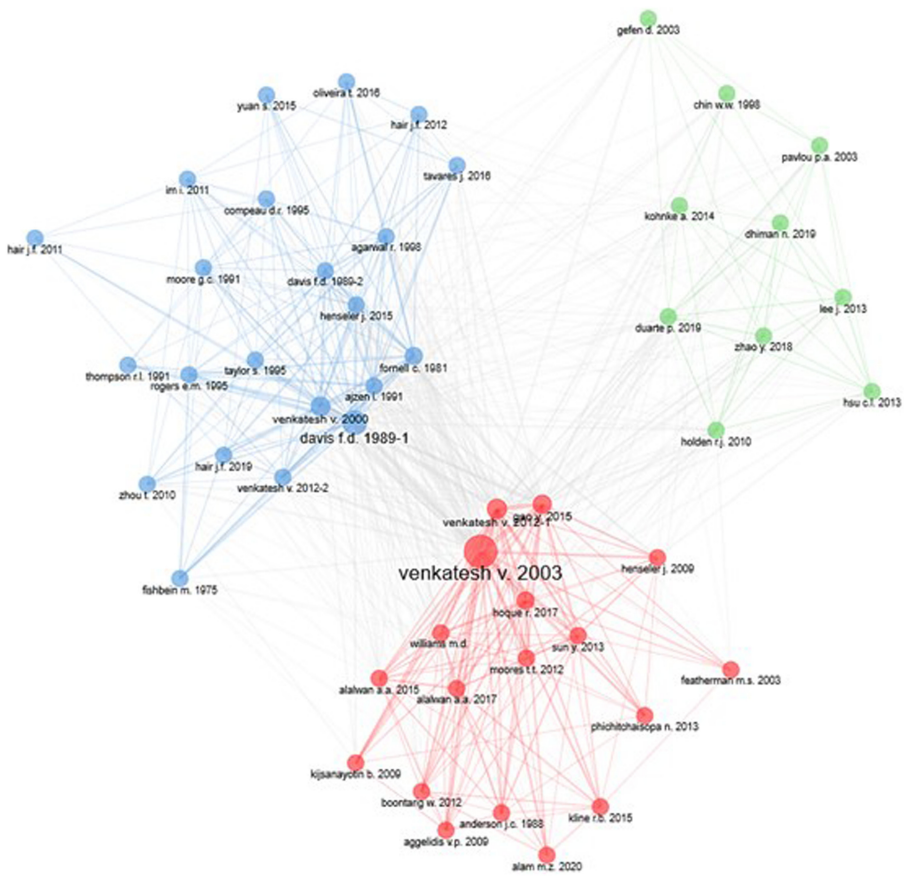 gefen d. 2003
oliveira t. 2016
yuan s. 2015
chin w.w. 1998
hair j.f. 2012
pavlou p.a. 2003
tavares j. 2016
im i. 2011
compeau d.r. 1995
kohnke a. 2014
dhiman n. 2019
hair j.f. 2011
agarwal r. 1998
moore g.c. 1991
davis f.d. 1989-2
lee j. 2013
henseler j. 2015
duarte p. 2019
zhao y. 2018
fornell c. 1981
taylor s. 1995
thompson r.l. 1991
rogers e.m. 1995
ajzen i. 1991
hsu c.l. 2013
venkatesh v. 2000
davis f.d. 1989-1
holden r.j. 2010
hair j.f. 2019
venkatesh v. 2012-2
zhou t. 2010
venkatesh v. 2012-1
2015
henseler j. 2009
venkatesh v. 2003
fishbein m. 1975
hoque r. 2017
williams m.d.
sun y. 2013
moores t.t. 2012
featherman m.s. 2003
alalwan a.a. 2015
alalwan a.a. 2017
phichitchaisopa n. 2013
kijsanayotin b. 2009
boontarig w. 2012
anderson j.c. 1988
kline r.b. 2015
aggelidis v.p. 2009
alam m.z. 2020